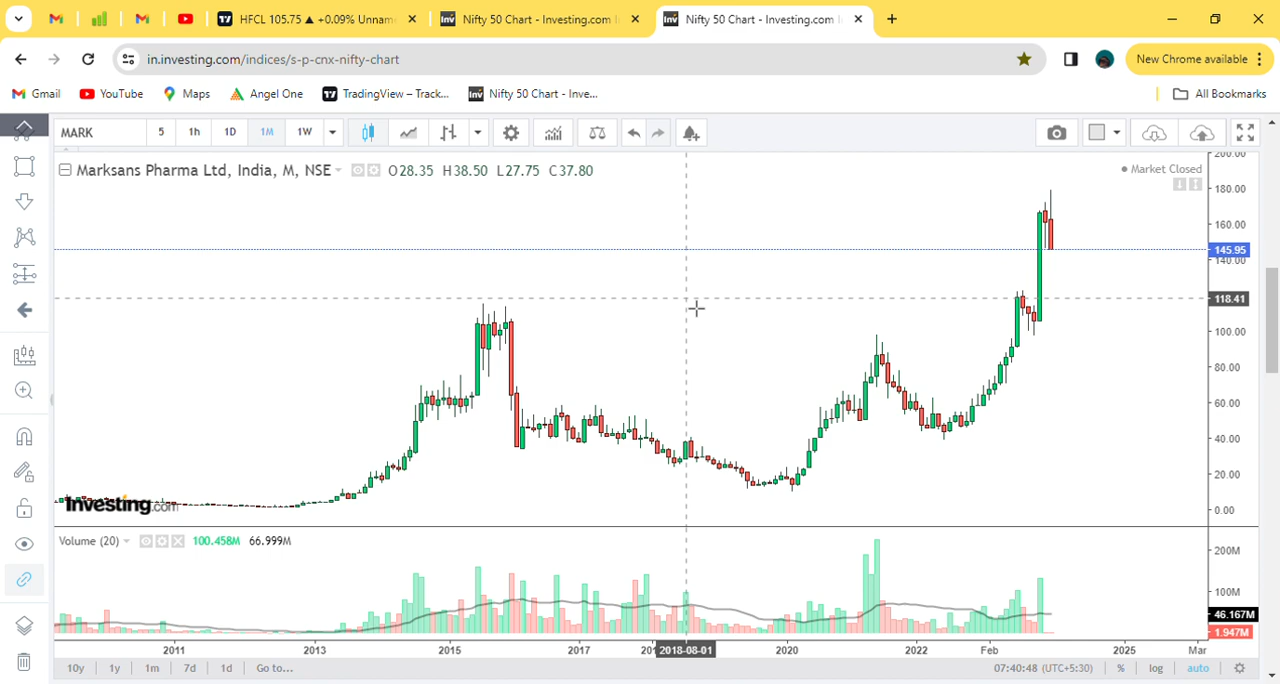 HFCL 105.75 ▲ +0.09% Unnam
Nifty 50 Chart - Investing.com I
Nifty 50 Chart - Investing.com I
in.investing.com/indices/s-p-cnx-nifty-chart
New Chrome available
Gmail YouTube Maps Angel One TradingView – Track... Nifty 50 Chart - Inve... All Bookmarks
MARK 5 1h 1D 1M 1W
Marksans Pharma Ltd, India, M, NSE O28.35 H38.50 L27.75 C37.80
Market Closed
200.00
180.00
160.00
145.95
140.00
118.41
100.00
80.00
60.00
40.00
20.00
0.00
Investing.com
Volume (20) 100.458M 66.999M
200M
100M
46.167M
1.947M
2011 2013 2015 2017 2018-08-01 2020 2022 Feb 2025 Mar
10y 1y 1m 7d 1d Go to... 07:40:48 (UTC+5:30) % log auto